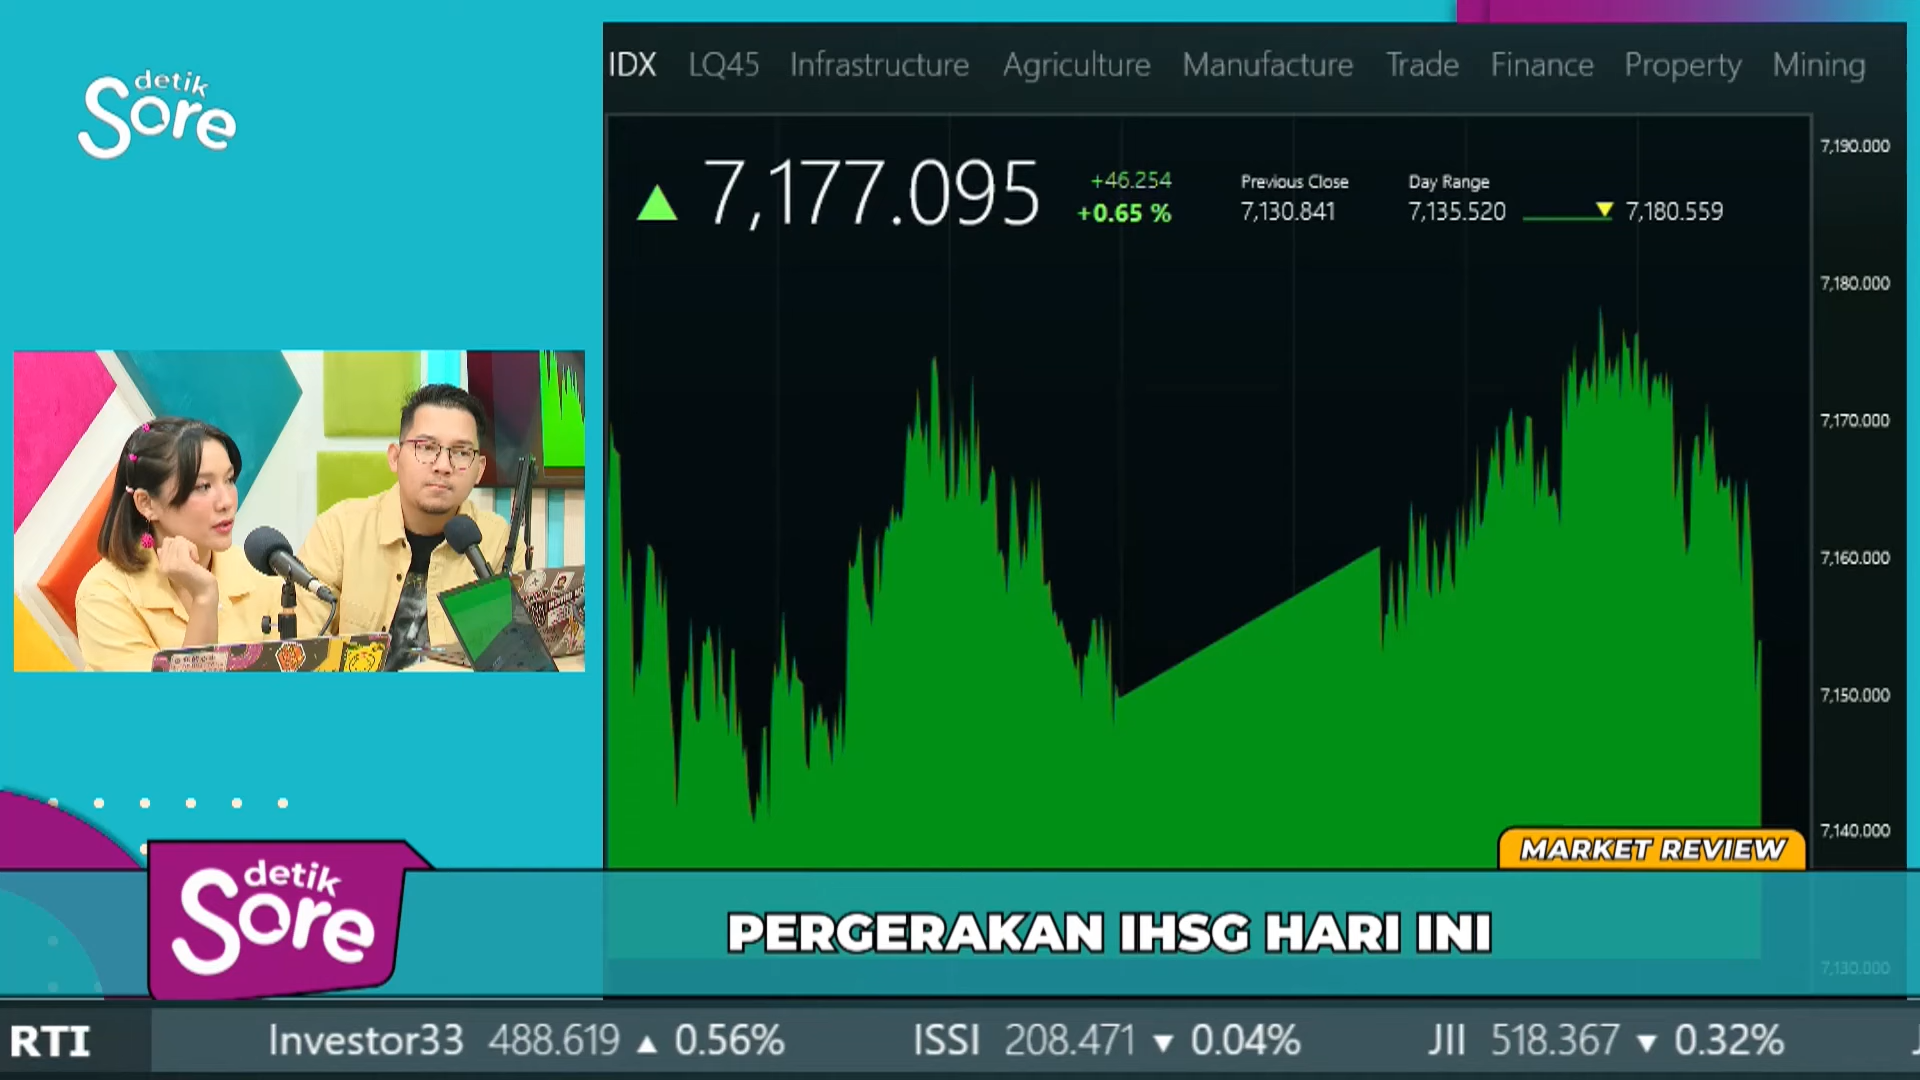 IDX LQ45 Infrastructure Agriculture Manufacture Trade Finance Property Mining
detik
Sore
7,177.095
+46.254
+0.65 %
Previous Close
7,130.841
Day Range
7,135.520 7,180.559
7,190.000
7,180.000
7,170.000
7,160.000
7,150.000
7,140.000
7,130.000
MARKET REVIEW
detik
Sore
PERGERAKAN IHSG HARI INI
RTI Investor33 488.619 ▲ 0.56% ISSI 208.471 ▼ 0.04% JII 518.367 ▼ 0.32%